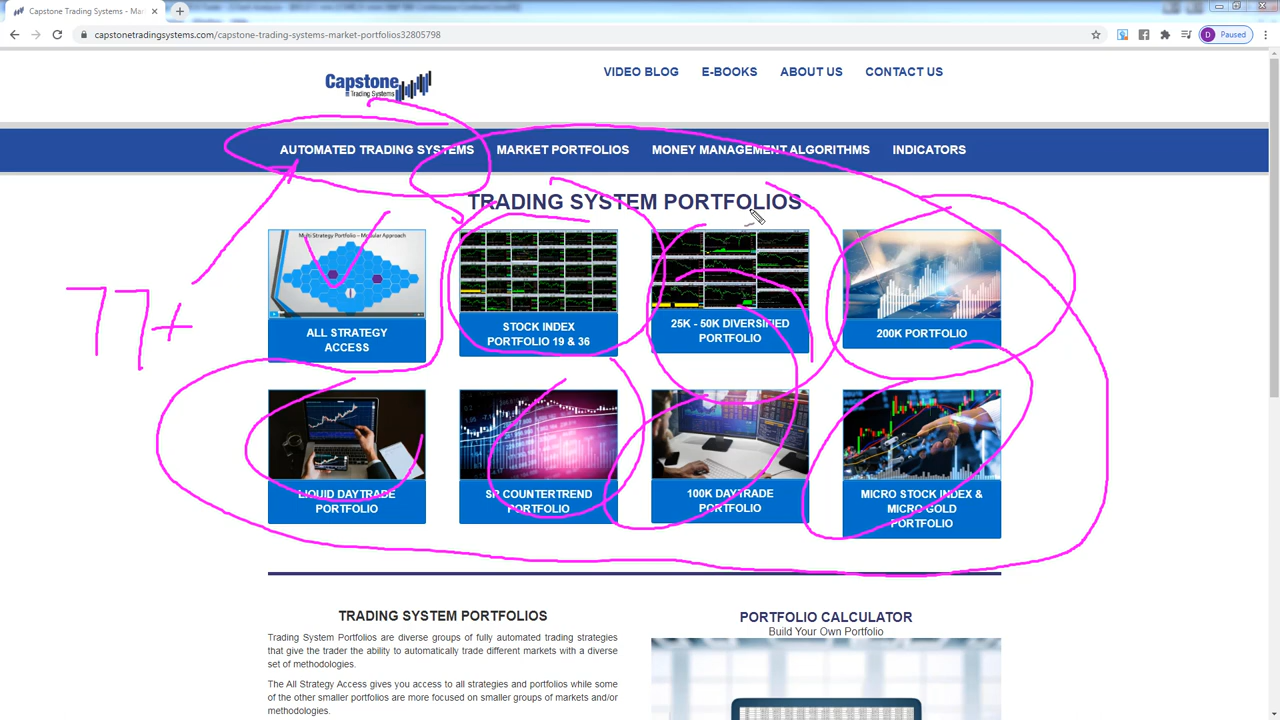 Capstone Trading Systems - Ma
capstonetradingsystems.com/capstone-trading-systems-market-portfolios32805798
D Paused
Capstone
Trading Systems
VIDEO BLOG E-BOOKS ABOUT US CONTACT US
AUTOMATED TRADING SYSTEMS MARKET PORTFOLIOS MONEY MANAGEMENT ALGORITHMS INDICATORS
TRADING SYSTEM PORTFOLIOS
Multi Strategy Portfolio - Modular Approach
77+
ALL STRATEGY
ACCESS
STOCK INDEX
PORTFOLIO 19 & 36
25K - 50K DIVERSIFIED
PORTFOLIO
200K PORTFOLIO
LIQUID DAYTRADE
PORTFOLIO
SP COUNTERTREND
PORTFOLIO
100K DAYTRADE
PORTFOLIO
MICRO STOCK INDEX &
MICRO GOLD
PORTFOLIO
TRADING SYSTEM PORTFOLIOS
Trading System Portfolios are diverse groups of fully automated trading strategies
that give the trader the ability to automatically trade different markets with a diverse
set of methodologies.
The All Strategy Access gives you access to all strategies and portfolios while some
of the other smaller portfolios are more focused on smaller groups of markets and/or
methodologies.
PORTFOLIO CALCULATOR
Build Your Own Portfolio